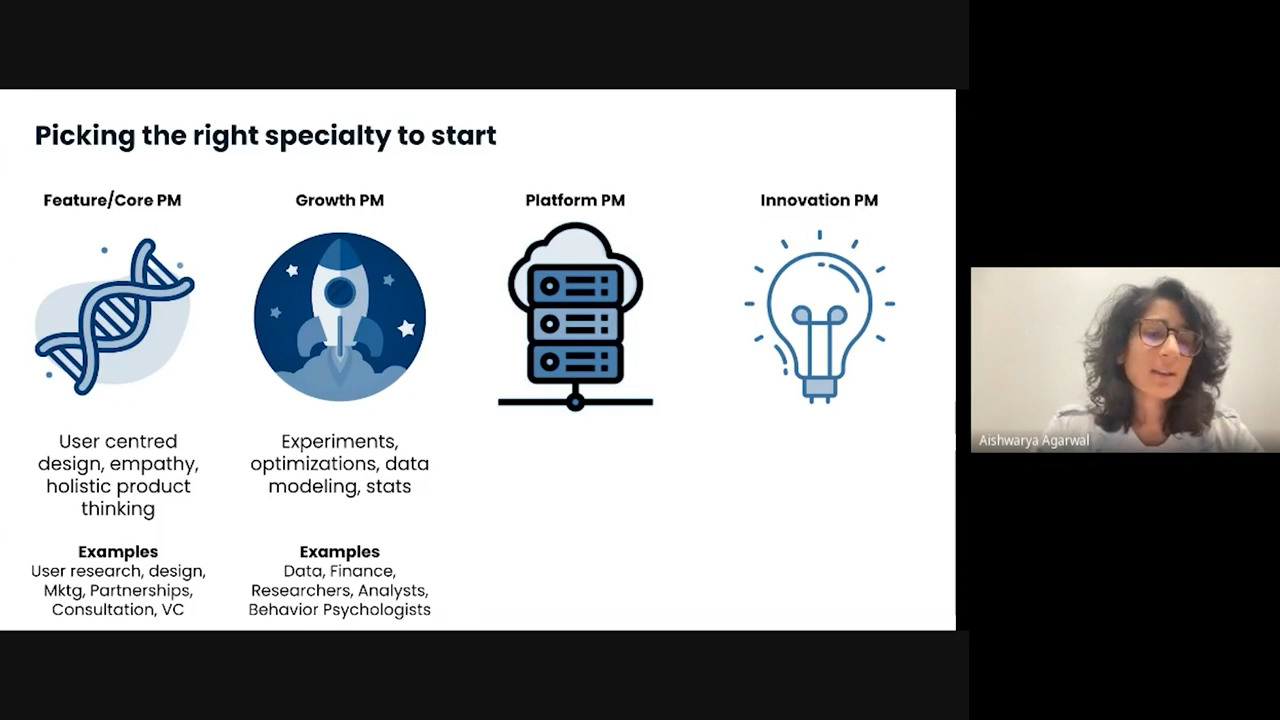 Picking the right specialty to start
Feature/Core PM
Growth PM
Platform PM
Innovation PM
User centred
design, empathy,
holistic product
thinking
Experiments,
optimizations, data
modeling, stats
Examples
User research, design,
Mktg, Partnerships,
Consultation, VC
Examples
Data, Finance,
Researchers, Analysts,
Behavior Psychologists
Aishwarya Agarwal